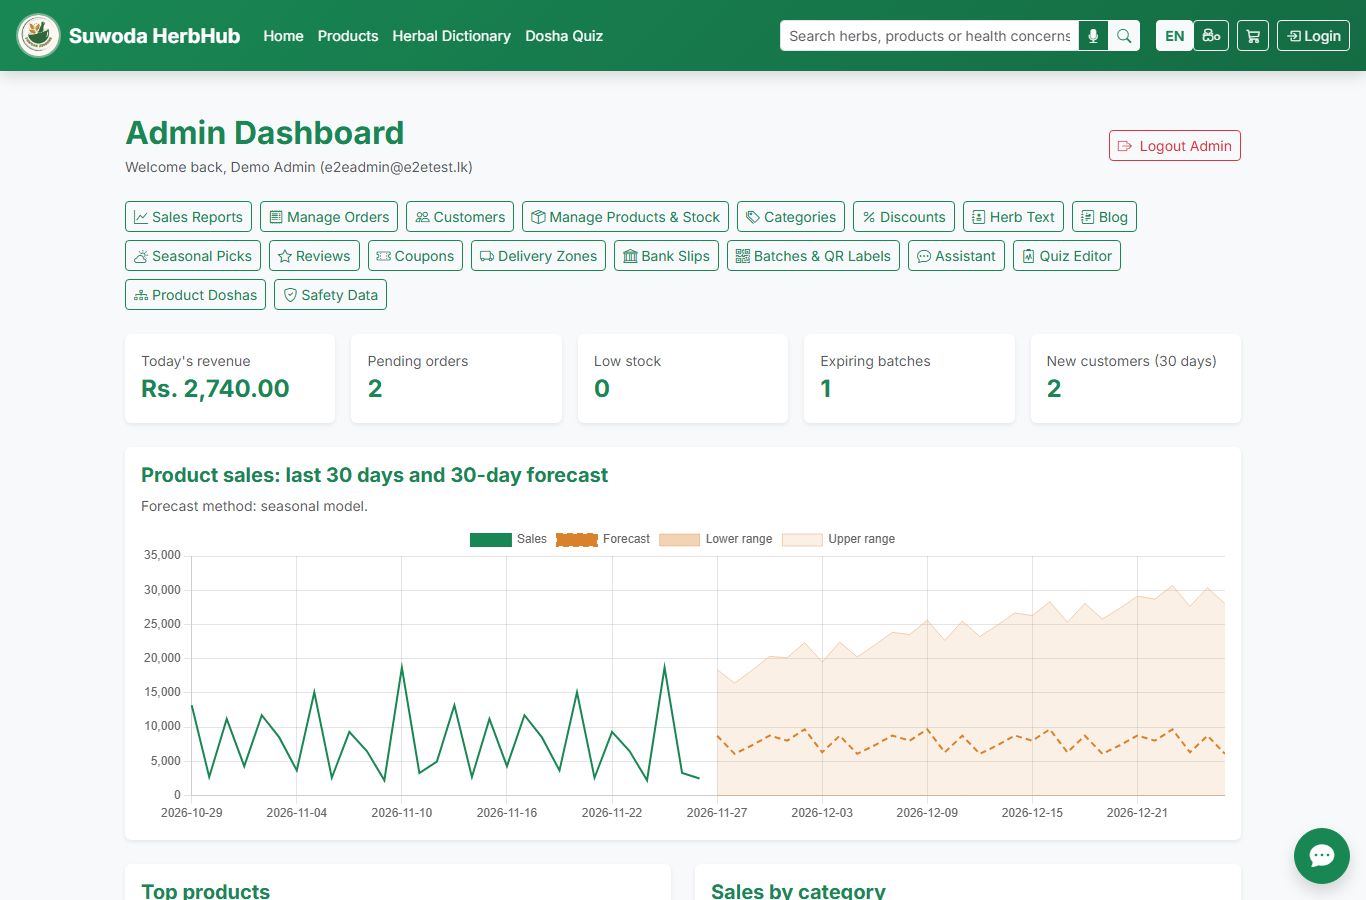 Suwoda HerbHub Home Products Herbal Dictionary Dosha Quiz Search herbs, products or health concerns EN Login
Admin Dashboard
Welcome back, Demo Admin (e2eadmin@e2etest.lk)
Logout Admin
Sales Reports Manage Orders Customers Manage Products & Stock Categories Discounts Herb Text Blog
Seasonal Picks Reviews Coupons Delivery Zones Bank Slips Batches & QR Labels Assistant Quiz Editor
Product Doshas Safety Data
Today's revenue Pending orders Low stock Expiring batches New customers (30 days)
Rs. 2,740.00 2 0 1 2
Product sales: last 30 days and 30-day forecast
Forecast method: seasonal model.
Sales Forecast Lower range Upper range
35,000
30,000
25,000
20,000
15,000
10,000
5,000
0
2026-10-29 2026-11-04 2026-11-10 2026-11-16 2026-11-22 2026-11-27 2026-12-03 2026-12-09 2026-12-15 2026-12-21
Top products Sales by category